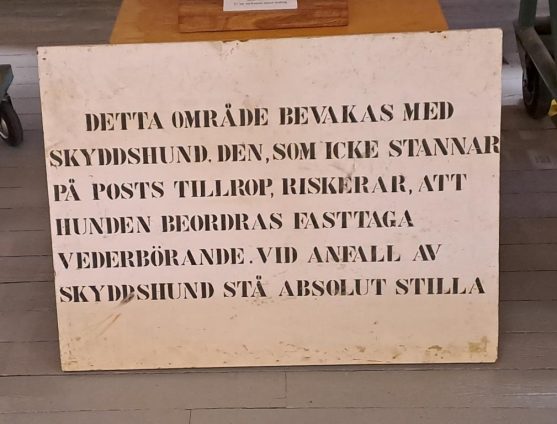 DETTA OMRÅDE BEVAKAS MED
SKYDDSHUND. DEN, SOM ICKE STANNAR
PÅ POSTS TILLROP, RISKERAR, ATT
HUNDEN BEORDRAS FASTTAGA
VEDERBÖRANDE. VID ANFALL AV
SKYDDSHUND STÅ ABSOLUT STILLA